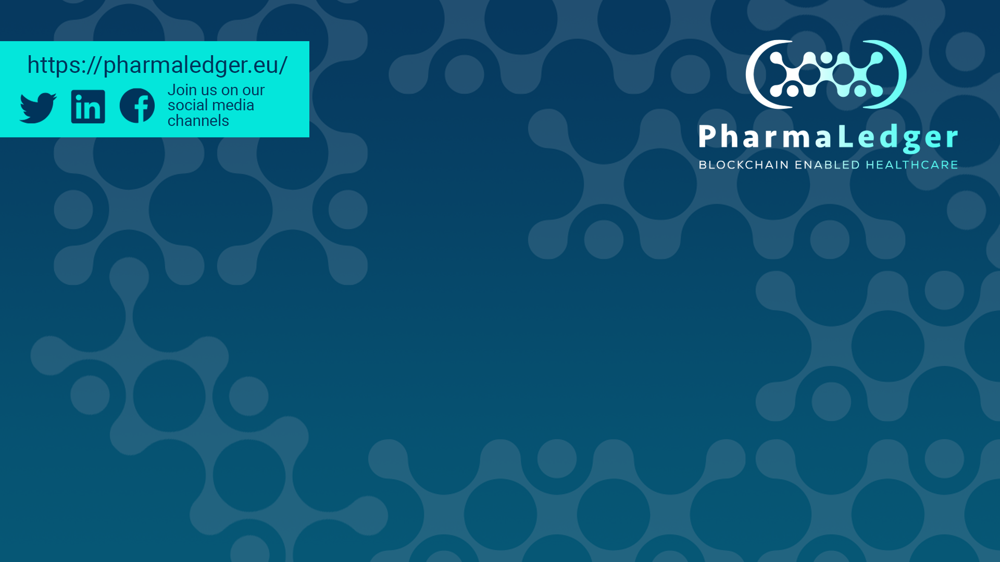 https://pharmaledger.eu/
Join us on our
social media
channels
PharmaLedger
BLOCKCHAIN ENABLED HEALTHCARE